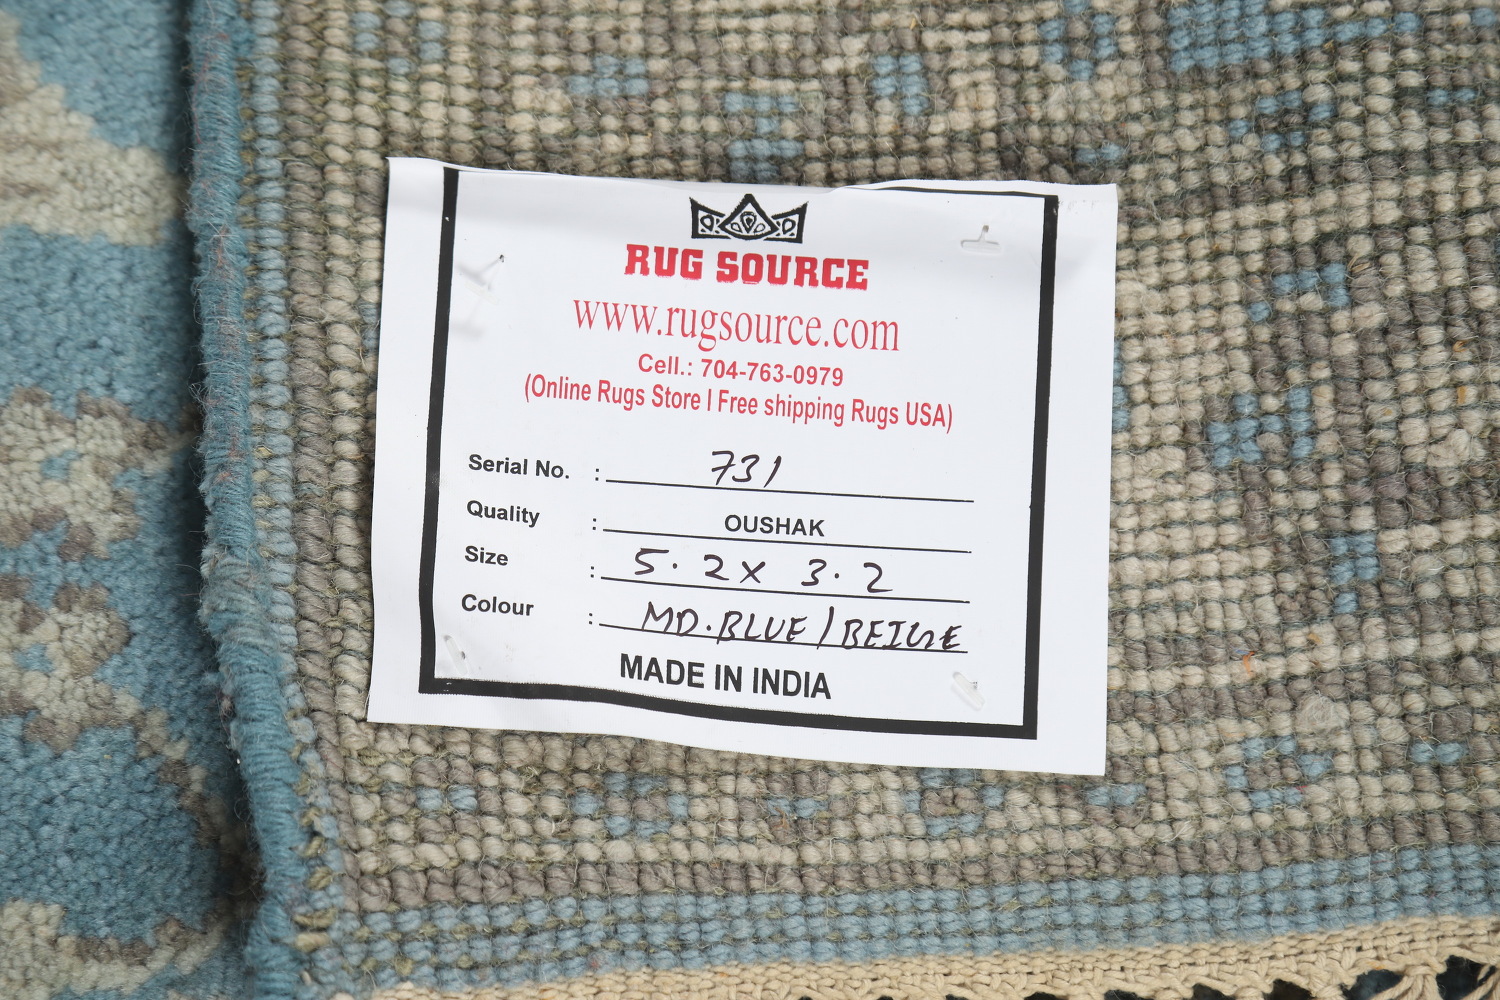 RUG SOURCE
www.rugsource.com
Cell.: 704-763-0979
(Online Rugs Store I Free shipping Rugs USA)
Serial No. : 731
Quality : OUSHAK
Size : 5.2 x 3.2
Colour : MD.BLUE/BEIGE
MADE IN INDIA